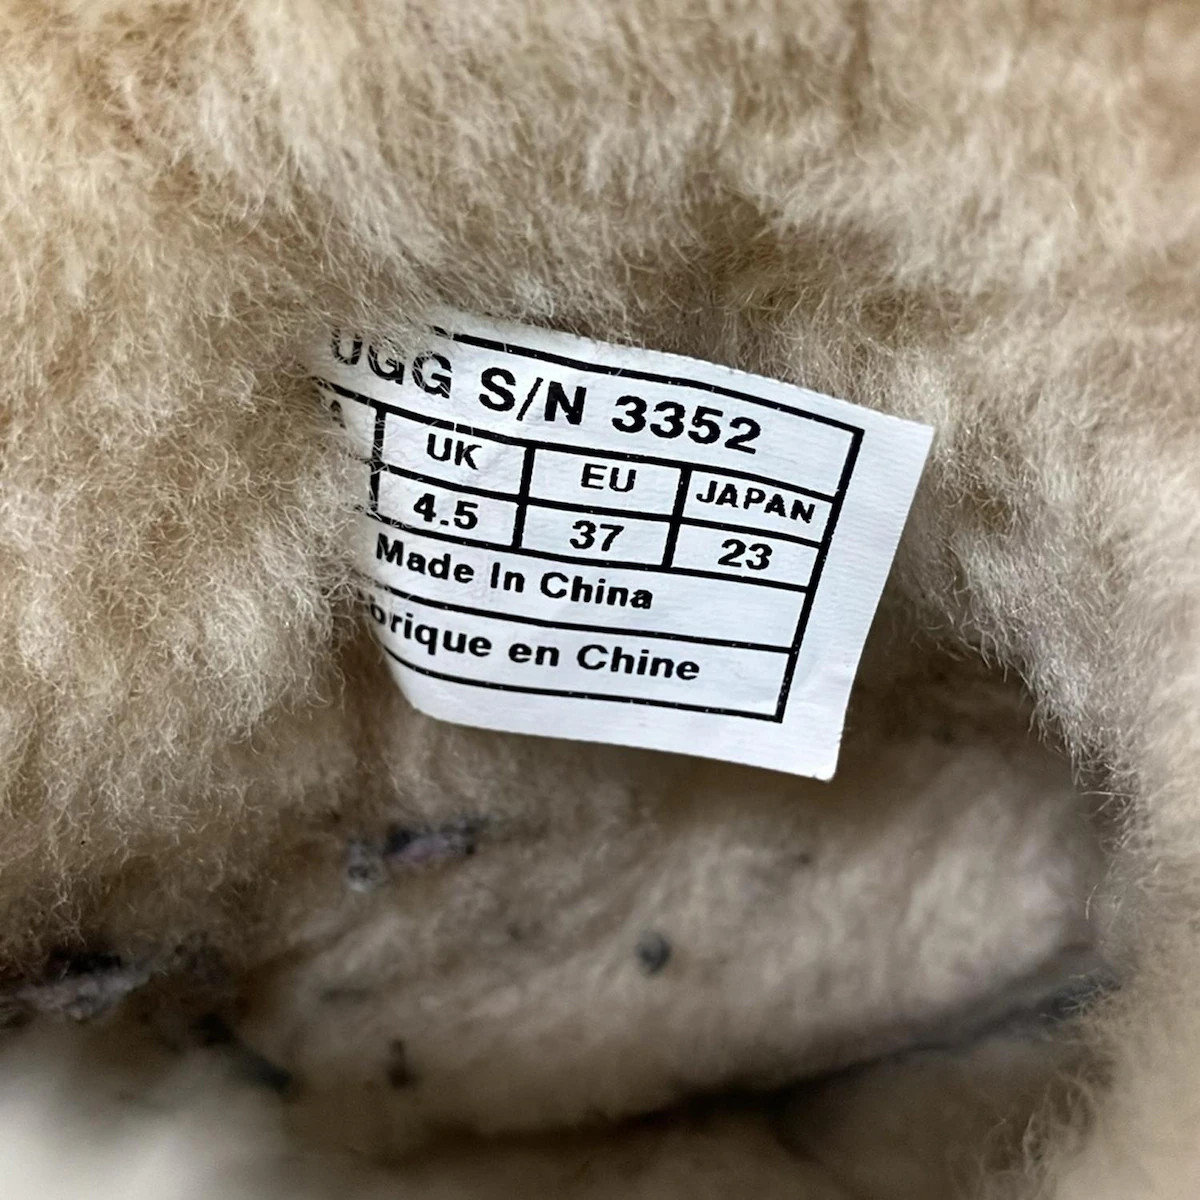 UGG S/N 3352
UK EU JAPAN
4.5 37 23
Made In China
brique en Chine